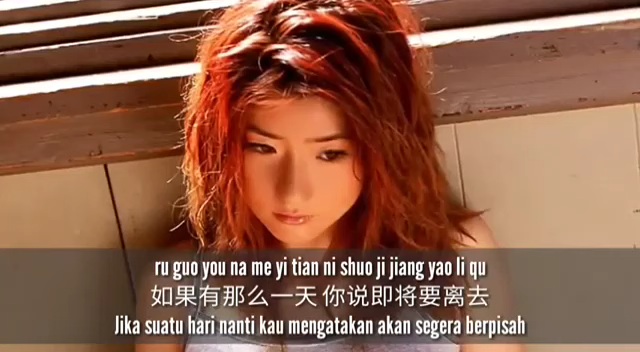 ru guo you na me yi tian ni shuo ji jiang yao li qu
如果有那么一天 你说即将要离去
Jika suatu hari nanti kau mengatakan akan segera berpisah